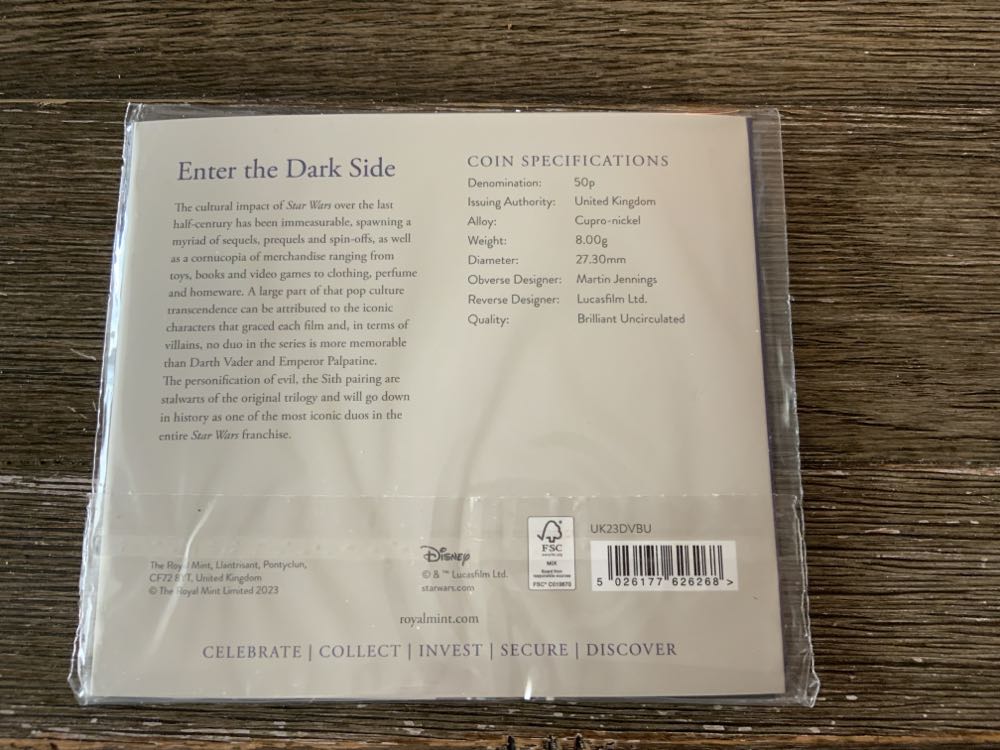 Enter the Dark Side
The cultural impact of Star Wars over the last
half-century has been immeasurable, spawning a
myriad of sequels, prequels and spin-offs, as well
as a cornucopia of merchandise ranging from
toys, books and video games to clothing, perfume
and homeware. A large part of that pop culture
transcendence can be attributed to the iconic
characters that graced each film and, in terms of
villains, no duo in the series is more memorable
than Darth Vader and Emperor Palpatine.
The personification of evil, the Sith pairing are
stalwarts of the original trilogy and will go down
in history as one of the most iconic duos in the
entire Star Wars franchise.
COIN SPECIFICATIONS
Denomination: 50p
Issuing Authority: United Kingdom
Alloy: Cupro-nickel
Weight: 8.00g
Diameter: 27.30mm
Obverse Designer: Martin Jennings
Reverse Designer: Lucasfilm Ltd.
Quality: Brilliant Uncirculated
The Royal Mint, Llantrisant, Pontyclun,
CF72 8YT, United Kingdom
© The Royal Mint Limited 2023
Disney
© & ™ Lucasfilm Ltd.
starwars.com
FSC
www.fsc.org
MIX
Board from
responsible sources
FSC® C019870
UK23DVBU
5 026177 626268 >
royalmint.com
CELEBRATE | COLLECT | INVEST | SECURE | DISCOVER